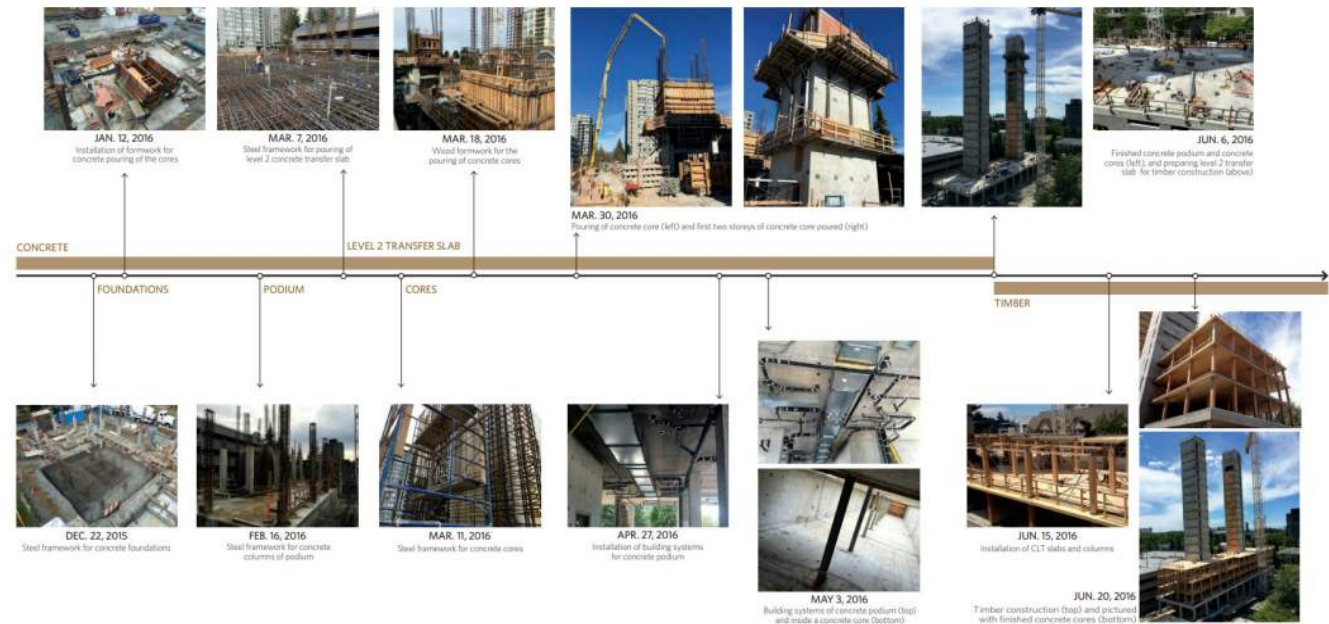 JAN. 12, 2016
Installation of formwork for
concrete pouring of the cores
MAR. 7, 2016
Steel framework for pouring of
level 2 concrete transfer slab
MAR. 18, 2016
Wood formwork for the
pouring of concrete cores
MAR. 30, 2016
Pouring of concrete core (left) and first two storeys of concrete core poured (right)
JUN. 6, 2016
Finished concrete podium and concrete
cores (left), and preparing level 2 transfer
slab for timber construction (above)
CONCRETE
LEVEL 2 TRANSFER SLAB
FOUNDATIONS
PODIUM
CORES
TIMBER
DEC. 22, 2015
Steel framework for concrete foundations
FEB. 16, 2016
Steel framework for concrete
columns of podium
MAR. 11, 2016
Steel framework for concrete cores
APR. 27, 2016
Installation of building systems
for concrete podium
MAY 3, 2016
Building systems of concrete podium (top)
and inside a concrete core (bottom)
JUN. 15, 2016
Installation of CLT slabs and columns
JUN. 20, 2016
Timber construction (top) and pictured
with finished concrete cores (bottom)